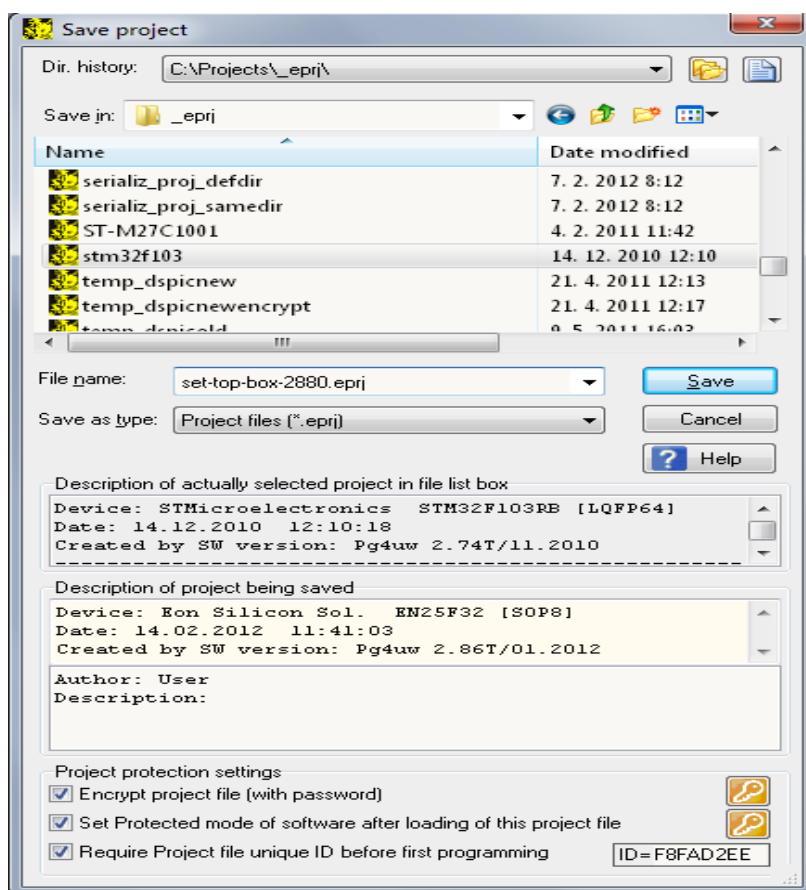 Save project
Dir. history: C:\Projects\_eprj\
Save in: _eprj
Name Date modified
serializ_proj_defdir 7. 2. 2012 8:12
serializ_proj_samedir 7. 2. 2012 8:12
ST-M27C1001 4. 2. 2011 11:42
stm32f103 14. 12. 2010 12:10
temp_dspicnew 21. 4. 2011 12:13
temp_dspicnewencrypt 21. 4. 2011 12:17
temp_dspicold 9. 5. 2011 16:03
File name: set-top-box-2880.eprj Save
Save as type: Project files (*.eprj) Cancel
? Help
Description of actually selected project in file list box
Device: STMicroelectronics STM32F103RB [LQFP64]
Date: 14.12.2010 12:10:18
Created by SW version: Pg4uw 2.74T/11.2010
--------------------------------------------------
Description of project being saved
Device: Eon Silicon Sol. EN25F32 [SOP8]
Date: 14.02.2012 11:41:03
Created by SW version: Pg4uw 2.86T/01.2012
Author: User
Description:
Project protection settings
Encrypt project file (with password)
Set Protected mode of software after loading of this project file
Require Project file unique ID before first programming ID=F8FAD2EE